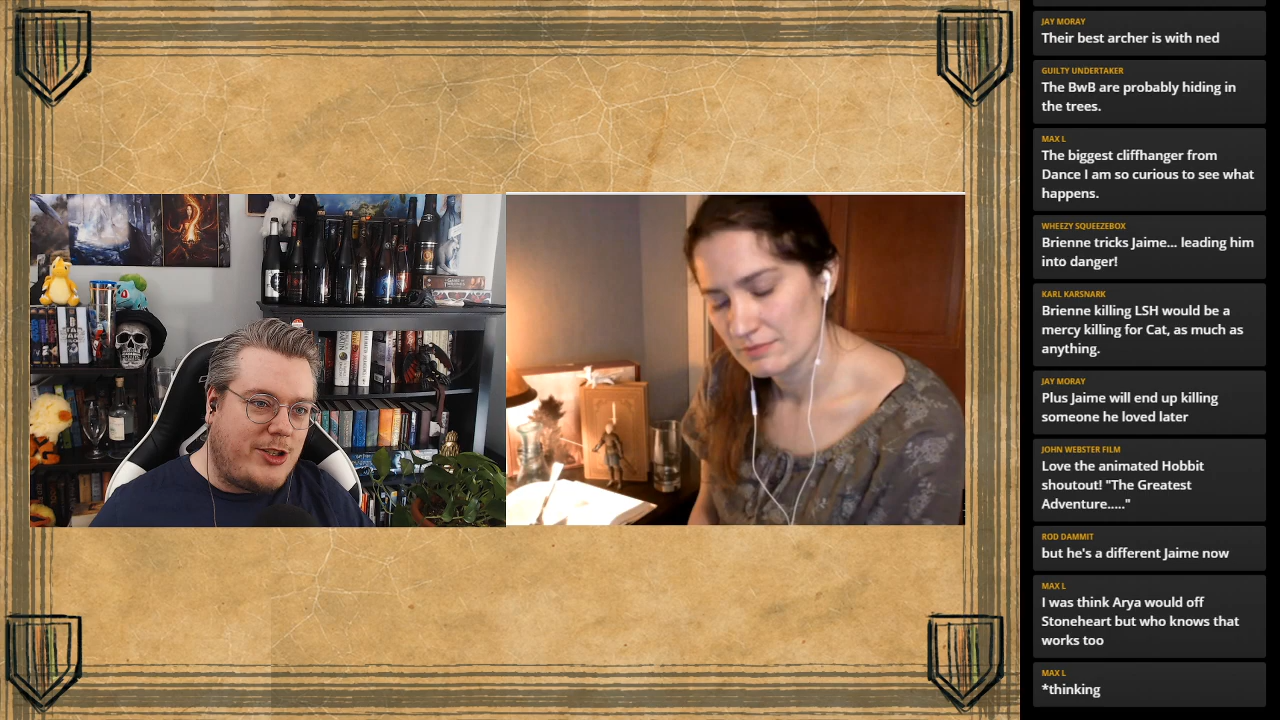 JAY MORAY
Their best archer is with ned
GUILTY UNDERTAKER
The BwB are probably hiding in
the trees.
MAX L
The biggest cliffhanger from
Dance I am so curious to see what
happens.
WHEEZY SQUEEZEBOX
Brienne tricks Jaime... leading him
into danger!
KARL KARSNARK
Brienne killing LSH would be a
mercy killing for Cat, as much as
anything.
JAY MORAY
Plus Jaime will end up killing
someone he loved later
JOHN WEBSTER FILM
Love the animated Hobbit
shoutout! "The Greatest
Adventure....."
ROD DAMMIT
but he's a different Jaime now
MAX L
I was think Arya would off
Stoneheart but who knows that
works too
MAX L
*thinking